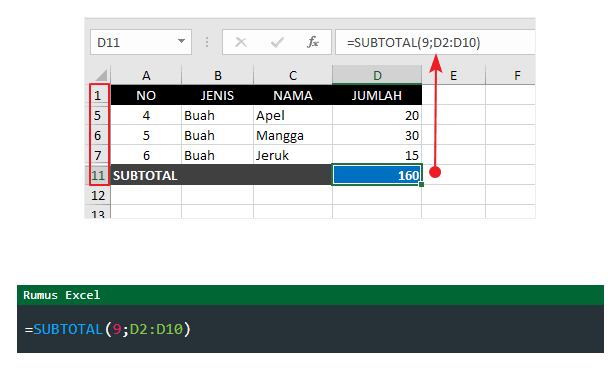 D11 fx =SUBTOTAL(9;D2:D10)
A B C D E F
1 NO JENIS NAMA JUMLAH
5 4 Buah Apel 20
6 5 Buah Mangga 30
7 6 Buah Jeruk 15
11 SUBTOTAL 160
12
13
Rumus Excel
=SUBTOTAL(9;D2:D10)